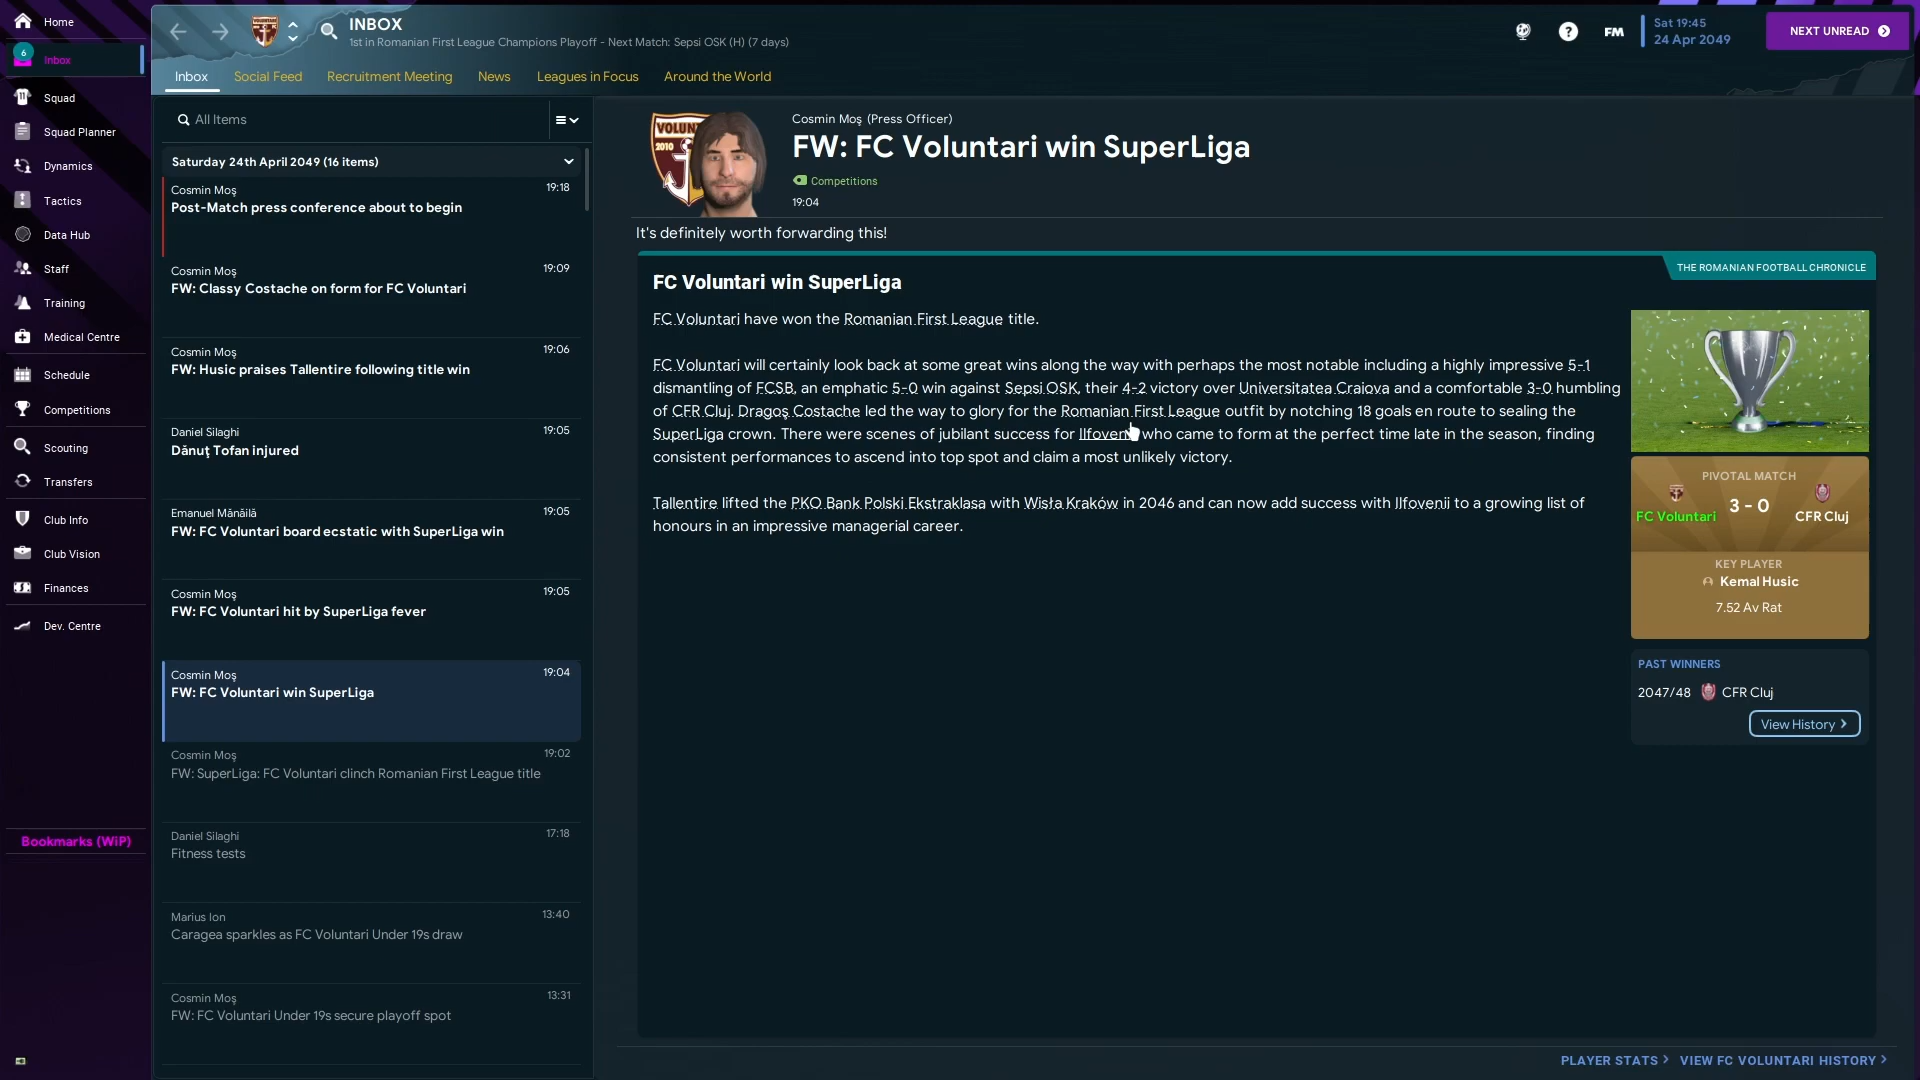 Home
6
Inbox
Squad
Squad Planner
Dynamics
Tactics
Data Hub
Staff
Training
Medical Centre
Schedule
Competitions
Scouting
Transfers
Club Info
Club Vision
Finances
Dev. Centre
Bookmarks (WiP)
INBOX
1st in Romanian First League Champions Playoff - Next Match: Sepsi OSK (H) (7 days)
?
FM
Sat 19:45
24 Apr 2049
NEXT UNREAD
Inbox
Social Feed
Recruitment Meeting
News
Leagues in Focus
Around the World
All Items
Saturday 24th April 2049 (16 items)
Cosmin Moș 19:18
Post-Match press conference about to begin
Cosmin Moș 19:09
FW: Classy Costache on form for FC Voluntari
Cosmin Moș 19:06
FW: Husic praises Tallentire following title win
Daniel Silaghi 19:05
Dănuț Tofan injured
Emanuel Mănăilă 19:05
FW: FC Voluntari board ecstatic with SuperLiga win
Cosmin Moș 19:05
FW: FC Voluntari hit by SuperLiga fever
Cosmin Moș 19:04
FW: FC Voluntari win SuperLiga
Cosmin Moș 19:02
FW: SuperLiga: FC Voluntari clinch Romanian First League title
Daniel Silaghi 17:18
Fitness tests
Marius Ion 13:40
Caragea sparkles as FC Voluntari Under 19s draw
Cosmin Moș 13:31
FW: FC Voluntari Under 19s secure playoff spot
2010
Cosmin Moș (Press Officer)
FW: FC Voluntari win SuperLiga
Competitions
19:04
It's definitely worth forwarding this!
THE ROMANIAN FOOTBALL CHRONICLE
FC Voluntari win SuperLiga
FC Voluntari have won the Romanian First League title.
FC Voluntari will certainly look back at some great wins along the way with perhaps the most notable including a highly impressive 5-1
dismantling of FCSB, an emphatic 5-0 win against Sepsi OSK, their 4-2 victory over Universitatea Craiova and a comfortable 3-0 humbling
of CFR Cluj. Dragoș Costache led the way to glory for the Romanian First League outfit by notching 18 goals en route to sealing the
SuperLiga crown. There were scenes of jubilant success for Ilfovenii who came to form at the perfect time late in the season, finding
consistent performances to ascend into top spot and claim a most unlikely victory.
Tallentire lifted the PKO Bank Polski Ekstraklasa with Wisła Kraków in 2046 and can now add success with Ilfovenii to a growing list of
honours in an impressive managerial career.
PIVOTAL MATCH
FC Voluntari 3 - 0 CFR Cluj
KEY PLAYER
Kemal Husic
7.52 Av Rat
PAST WINNERS
2047/48 CFR Cluj
View History
PLAYER STATS
VIEW FC VOLUNTARI HISTORY